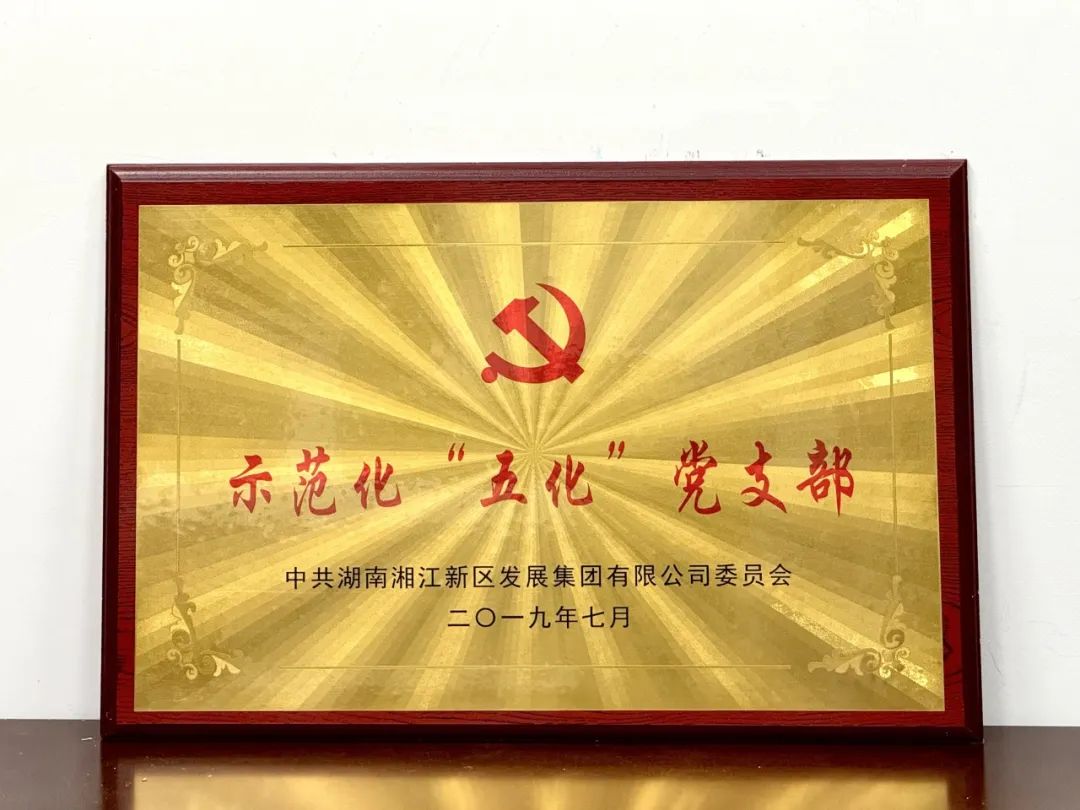 示范化“五化”党支部
中共湖南湘江新区发展集团有限公司委员会
二〇一九年七月